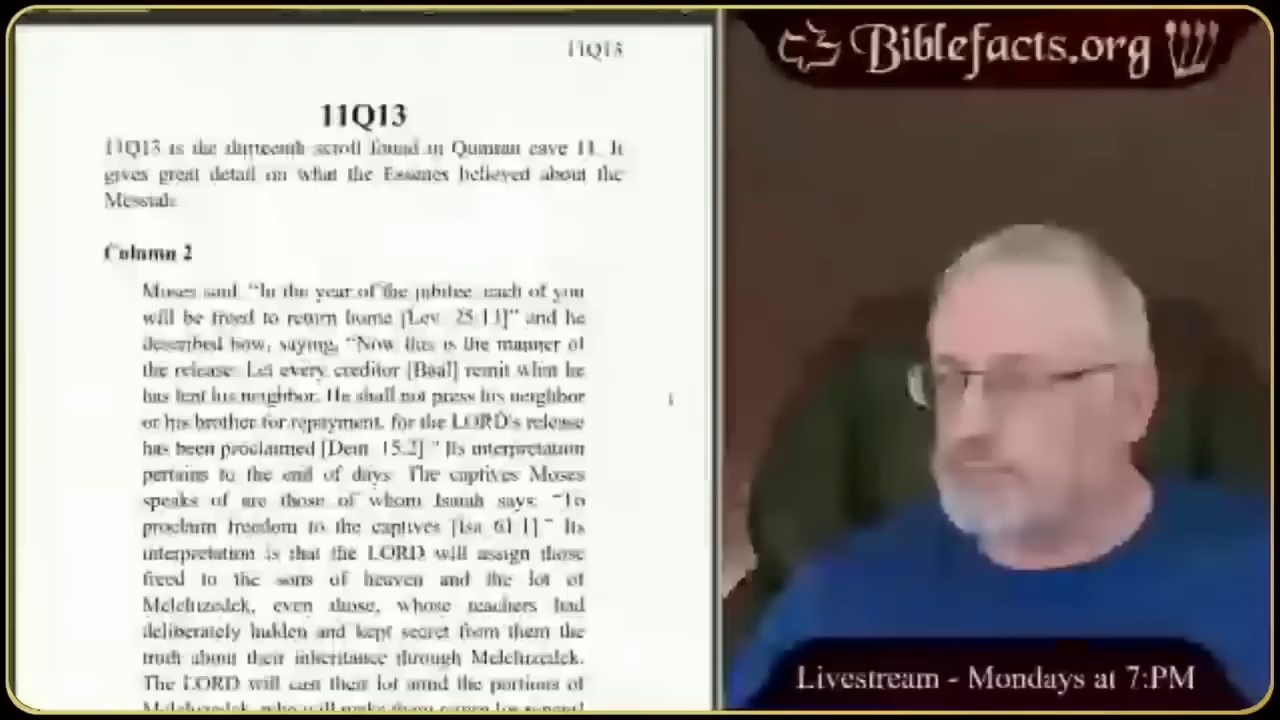 11Q13
11Q13
11Q13 is the thirteenth scroll found in Qumran cave 11. It
gives great detail on what the Essenes believed about the
Messiah.
Column 2
Moses said, "In the year of the jubilee each of you
will be freed to return home [Lev. 25:13]" and he
described how, saying, "Now this is the manner of
the release: Let every creditor [Baal] remit what he
has lent his neighbor. He shall not press his neighbor
or his brother for repayment, for the LORD's release
has been proclaimed [Deut. 15:2]." Its interpretation
pertains to the end of days. The captives Moses
speaks of are those of whom Isaiah says: "To
proclaim freedom to the captives [Isa. 61:1]." Its
interpretation is that the LORD will assign those
freed to the sons of heaven and the lot of
Melchizedek, even those, whose teachers had
deliberately hidden and kept secret from them the
truth about their inheritance through Melchizedek.
The LORD will cast their lot amid the portions of
Melchizedek, who will make them return
Biblefacts.org
Livestream - Mondays at 7:PM